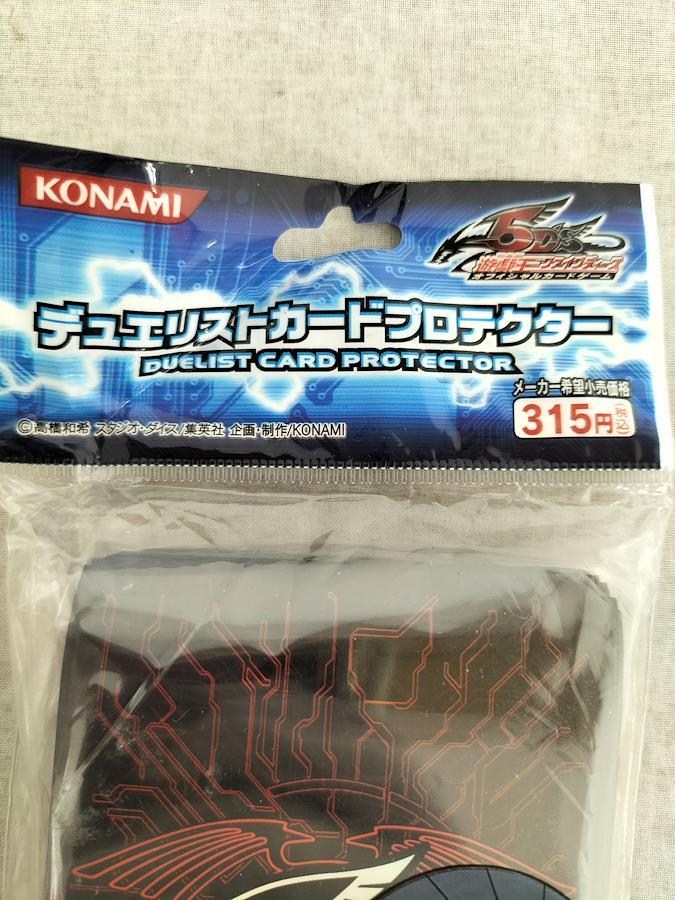 KONAMI
5D's
遊戯王ファイブディーズ
オフィシャルカードゲーム
デュエリストカードプロテクター
DUELIST CARD PROTECTOR
メーカー希望小売価格
315円(税込)
©高橋和希 スタジオ・ダイス/集英社 企画・制作/KONAMI